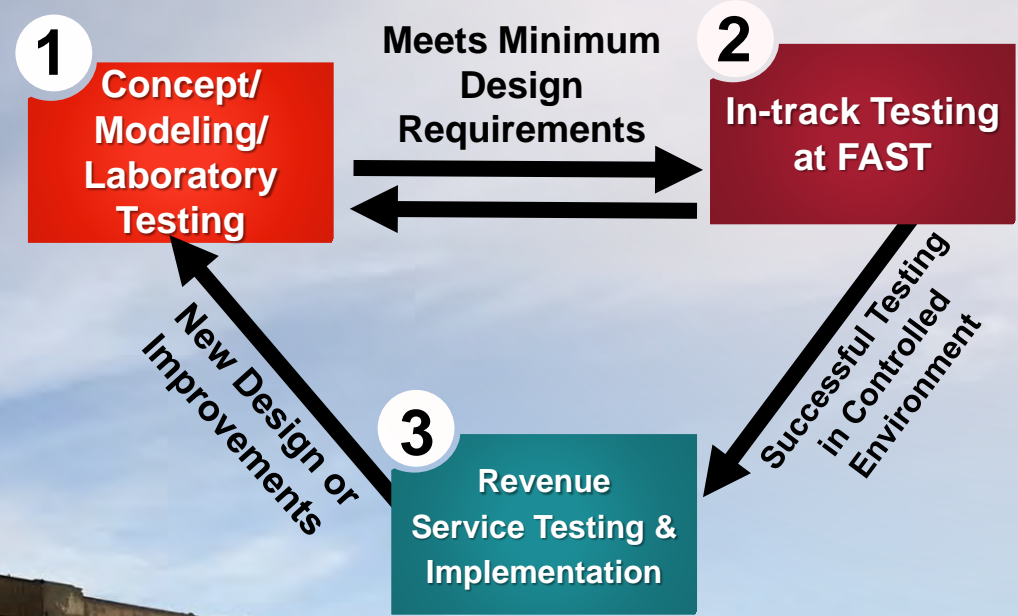 1
Concept/
Modeling/
Laboratory
Testing
Meets Minimum
Design
Requirements
2
In-track Testing
at FAST
Successful Testing
in Controlled
Environment
3
Revenue
Service Testing &
Implementation
New Design or
Improvements